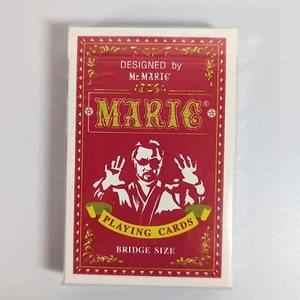 DESIGNED by
Mr. MARIC
MARIC®
PLAYING CARDS
BRIDGE SIZE